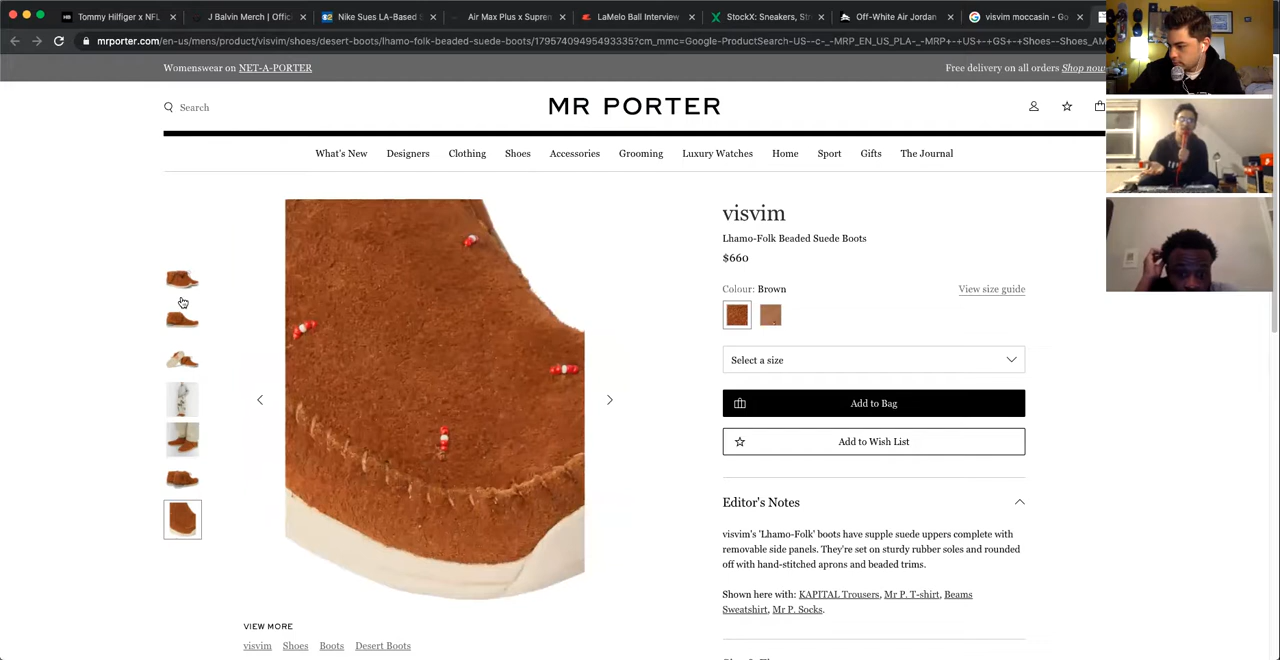 Tommy Hilfiger x NFL
J Balvin Merch | Offici
Nike Sues LA-Based
Air Max Plus x Suprem
LaMelo Ball Interview
StockX: Sneakers, Str
Off-White Air Jordan
visvim moccasin - Go
mrporter.com/en-us/mens/product/visvim/shoes/desert-boots/lhamo-folk-beaded-suede-boots/17957409495493335?cm_mmc=Google-ProductSearch-US--c-_-MRP_EN_US_PLA-_-MRP+-+US+-+GS+-+Shoes--Shoes_AM
Womenswear on NET-A-PORTER
Free delivery on all orders Shop now
Search
MR PORTER
What's New Designers Clothing Shoes Accessories Grooming Luxury Watches Home Sport Gifts The Journal
visvim
Lhamo-Folk Beaded Suede Boots
$660
Colour: Brown
View size guide
Select a size
Add to Bag
Add to Wish List
Editor's Notes
visvim's 'Lhamo-Folk' boots have supple suede uppers complete with
removable side panels. They're set on sturdy rubber soles and rounded
off with hand-stitched aprons and beaded trims.
Shown here with: KAPITAL Trousers, Mr P. T-shirt, Beams
Sweatshirt, Mr P. Socks.
VIEW MORE
visvim Shoes Boots Desert Boots